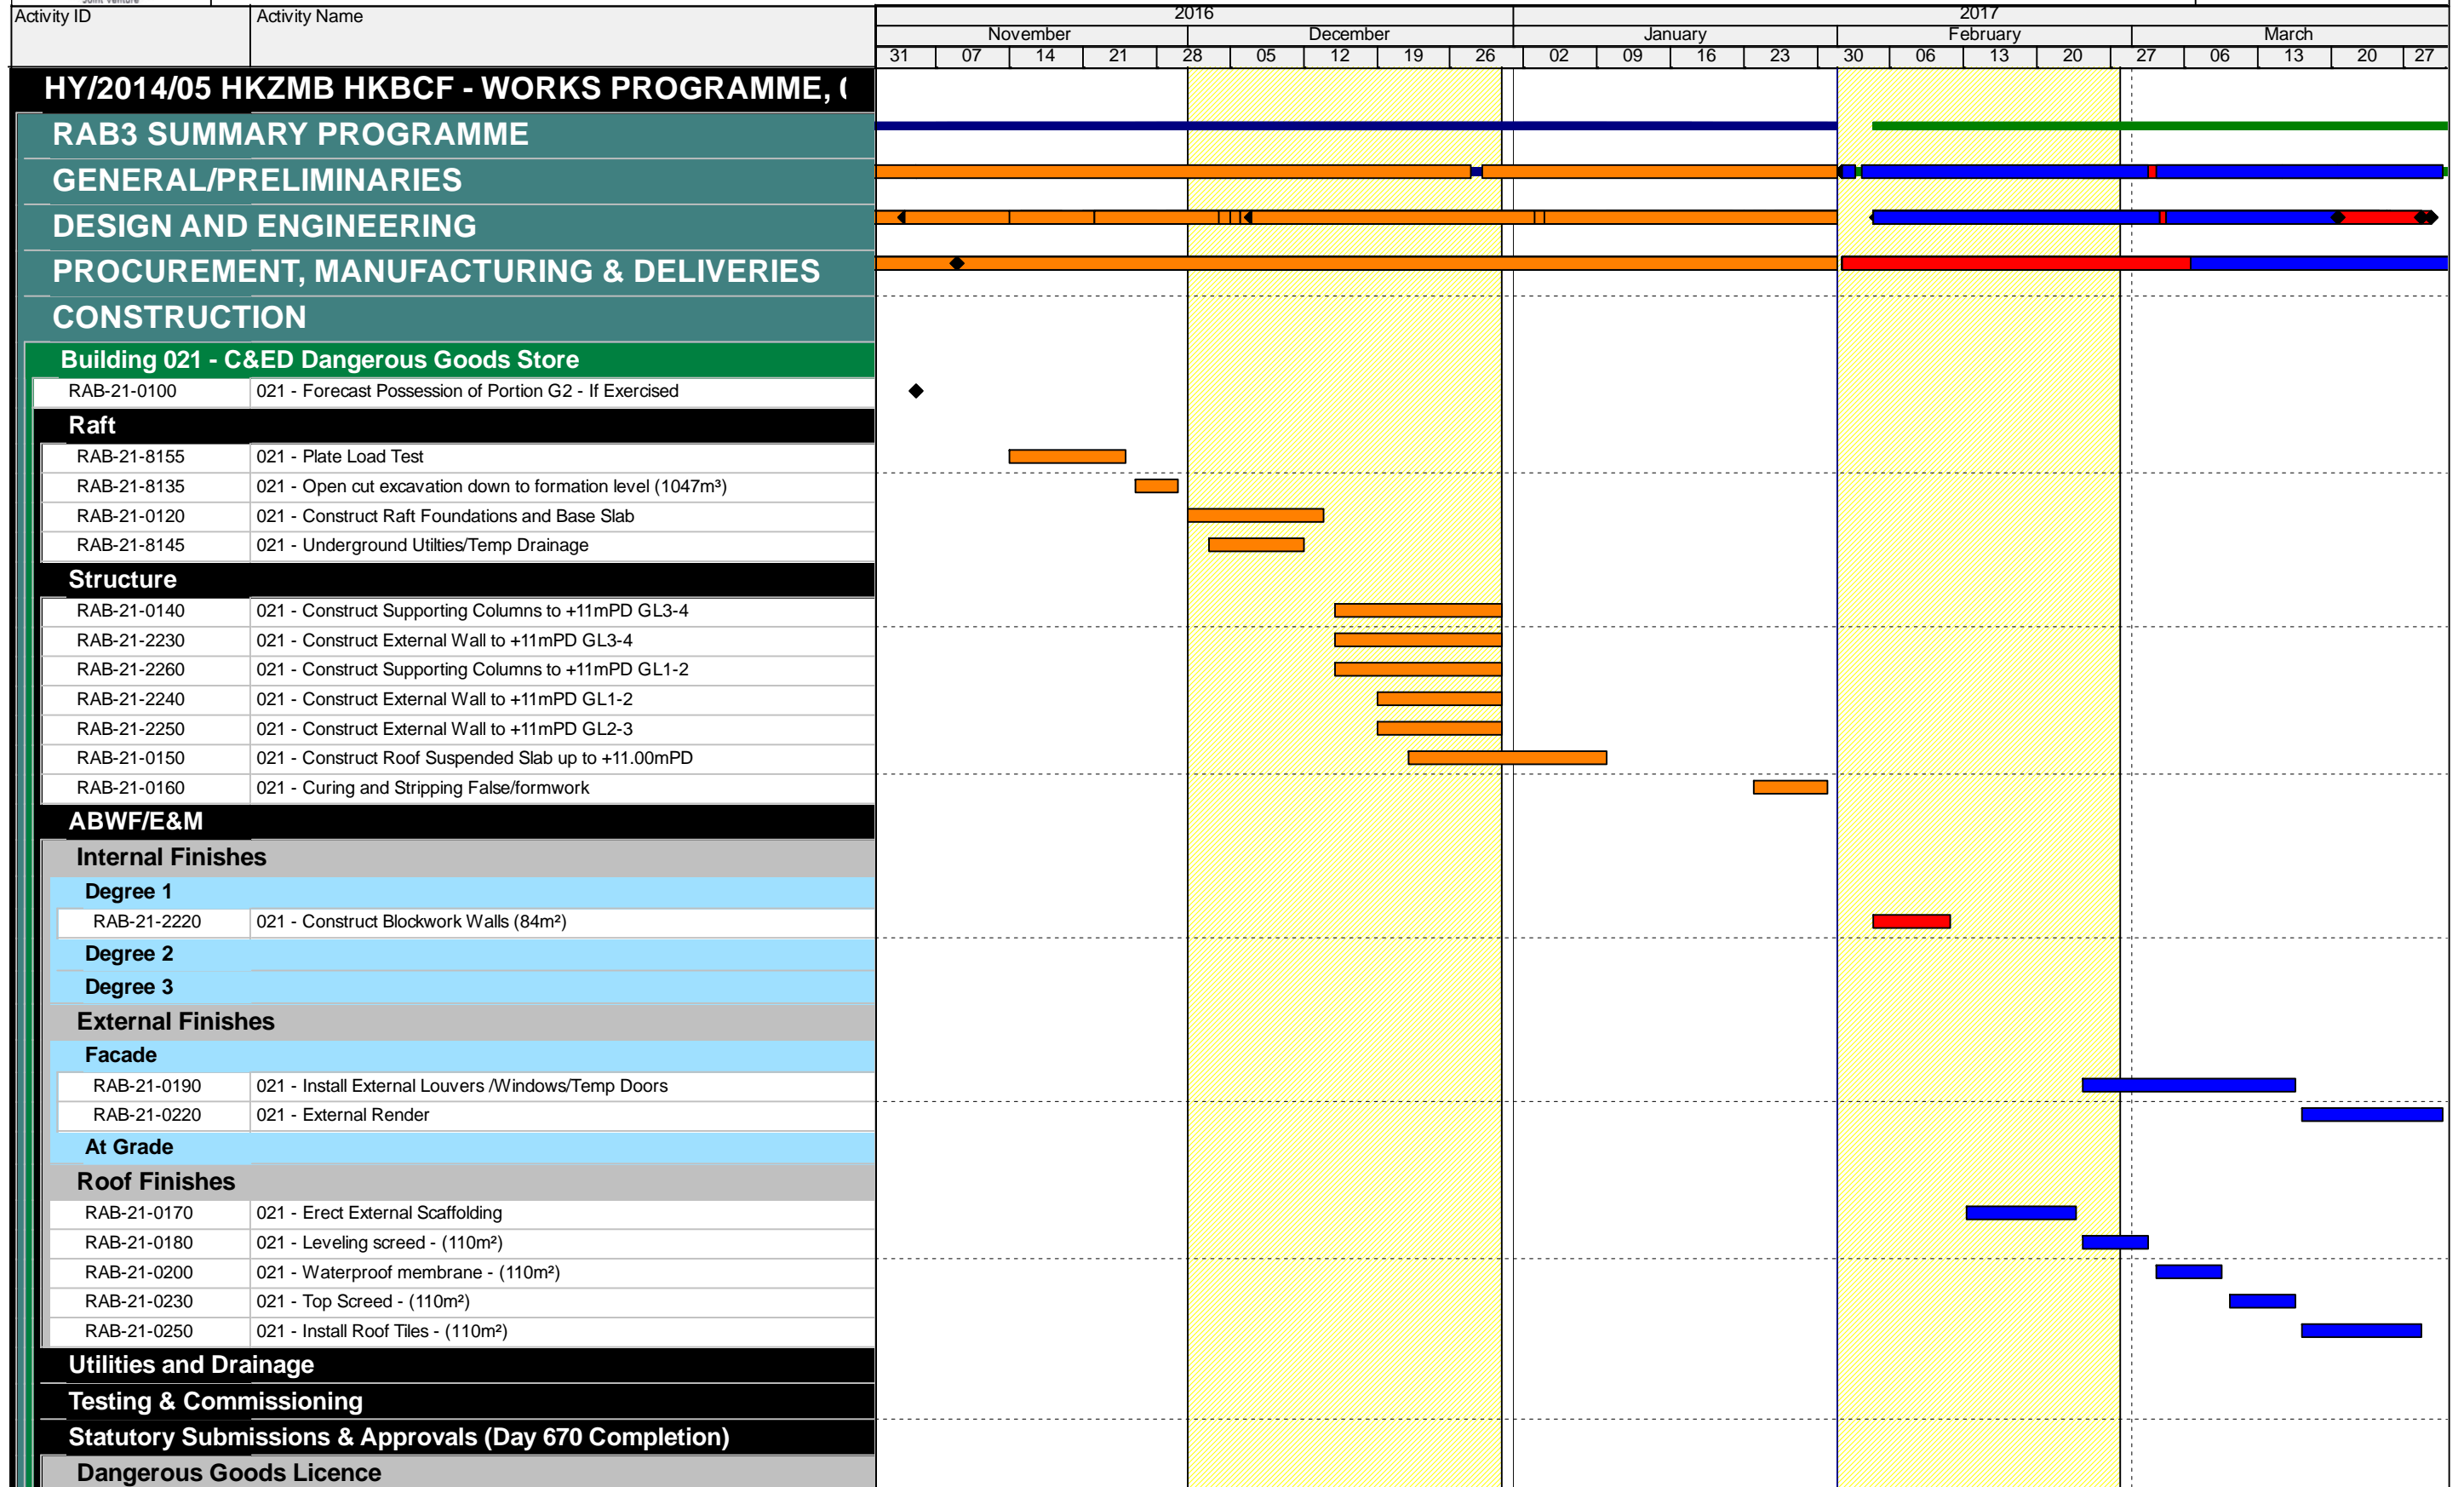 Joint Venture
Activity ID Activity Name 2016 2017
November December January February March
31 07 14 21 28 05 12 19 26 02 09 16 23 30 06 13 20 27 06 13 20 27
HY/2014/05 HKZMB HKBCF - WORKS PROGRAMME, (
RAB3 SUMMARY PROGRAMME
GENERAL/PRELIMINARIES
DESIGN AND ENGINEERING
PROCUREMENT, MANUFACTURING & DELIVERIES
CONSTRUCTION
Building 021 - C&ED Dangerous Goods Store
RAB-21-0100 021 - Forecast Possession of Portion G2 - If Exercised
Raft
RAB-21-8155 021 - Plate Load Test
RAB-21-8135 021 - Open cut excavation down to formation level (1047m³)
RAB-21-0120 021 - Construct Raft Foundations and Base Slab
RAB-21-8145 021 - Underground Utilties/Temp Drainage
Structure
RAB-21-0140 021 - Construct Supporting Columns to +11mPD GL3-4
RAB-21-2230 021 - Construct External Wall to +11mPD GL3-4
RAB-21-2260 021 - Construct Supporting Columns to +11mPD GL1-2
RAB-21-2240 021 - Construct External Wall to +11mPD GL1-2
RAB-21-2250 021 - Construct External Wall to +11mPD GL2-3
RAB-21-0150 021 - Construct Roof Suspended Slab up to +11.00mPD
RAB-21-0160 021 - Curing and Stripping False/formwork
ABWF/E&M
Internal Finishes
Degree 1
RAB-21-2220 021 - Construct Blockwork Walls (84m²)
Degree 2
Degree 3
External Finishes
Facade
RAB-21-0190 021 - Install External Louvers /Windows/Temp Doors
RAB-21-0220 021 - External Render
At Grade
Roof Finishes
RAB-21-0170 021 - Erect External Scaffolding
RAB-21-0180 021 - Leveling screed - (110m²)
RAB-21-0200 021 - Waterproof membrane - (110m²)
RAB-21-0230 021 - Top Screed - (110m²)
RAB-21-0250 021 - Install Roof Tiles - (110m²)
Utilities and Drainage
Testing & Commissioning
Statutory Submissions & Approvals (Day 670 Completion)
Dangerous Goods Licence